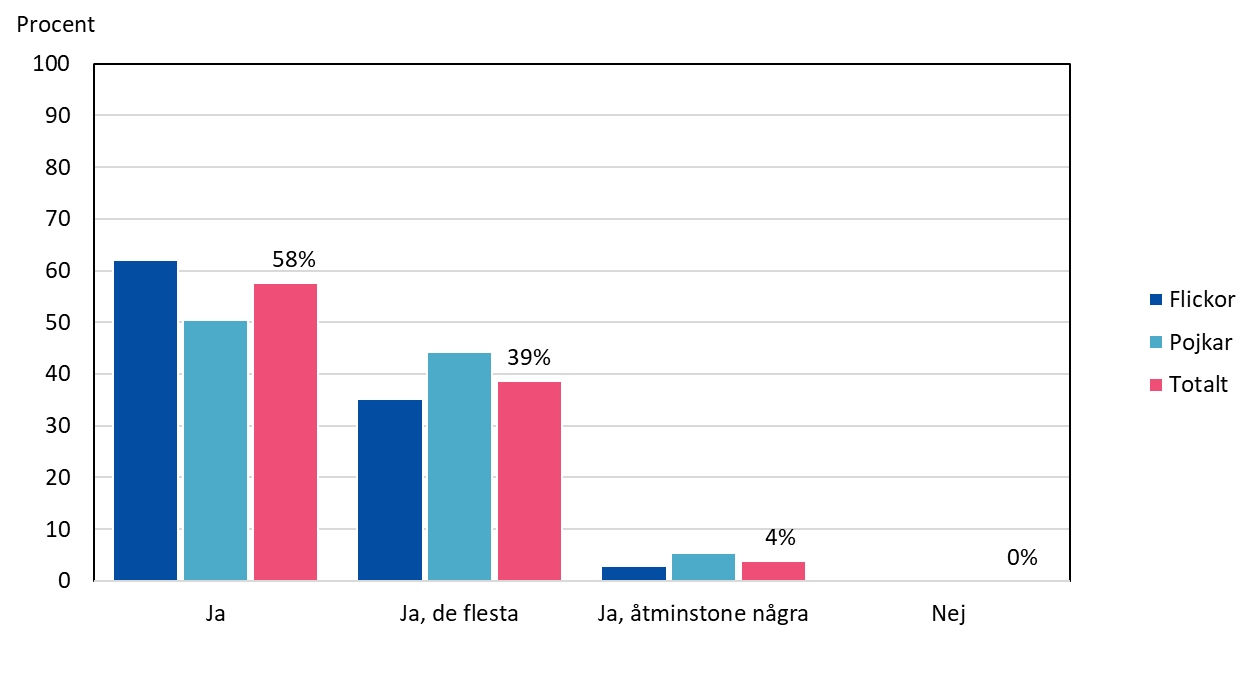 Procent
100
90
80
70
60
50
40
30
20
10
0
58%
39%
4%
0%
Ja
Ja, de flesta
Ja, åtminstone några
Nej
Flickor
Pojkar
Totalt